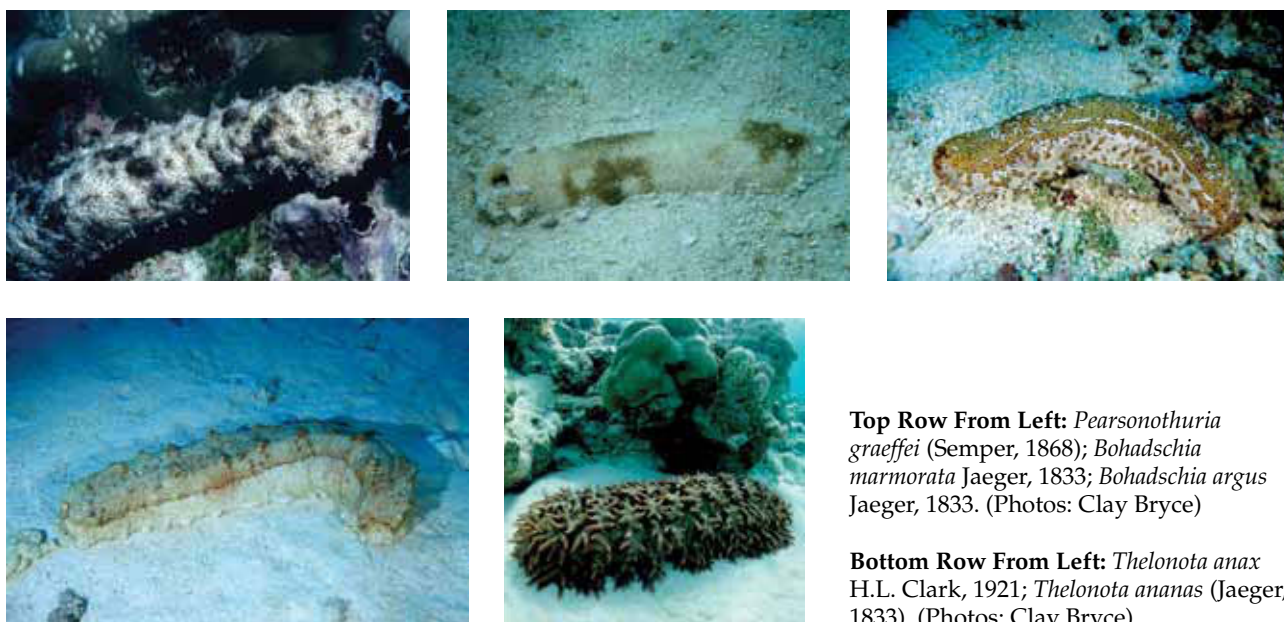 Top Row From Left: Pearsonothuria
graeffei (Semper, 1868); Bohadschia
marmorata Jaeger, 1833; Bohadschia argus
Jaeger, 1833. (Photos: Clay Bryce)
Bottom Row From Left: Thelonota anax
H.L. Clark, 1921; Thelonota ananas (Jaeger,
1833). (Photos: Clay Bryce)